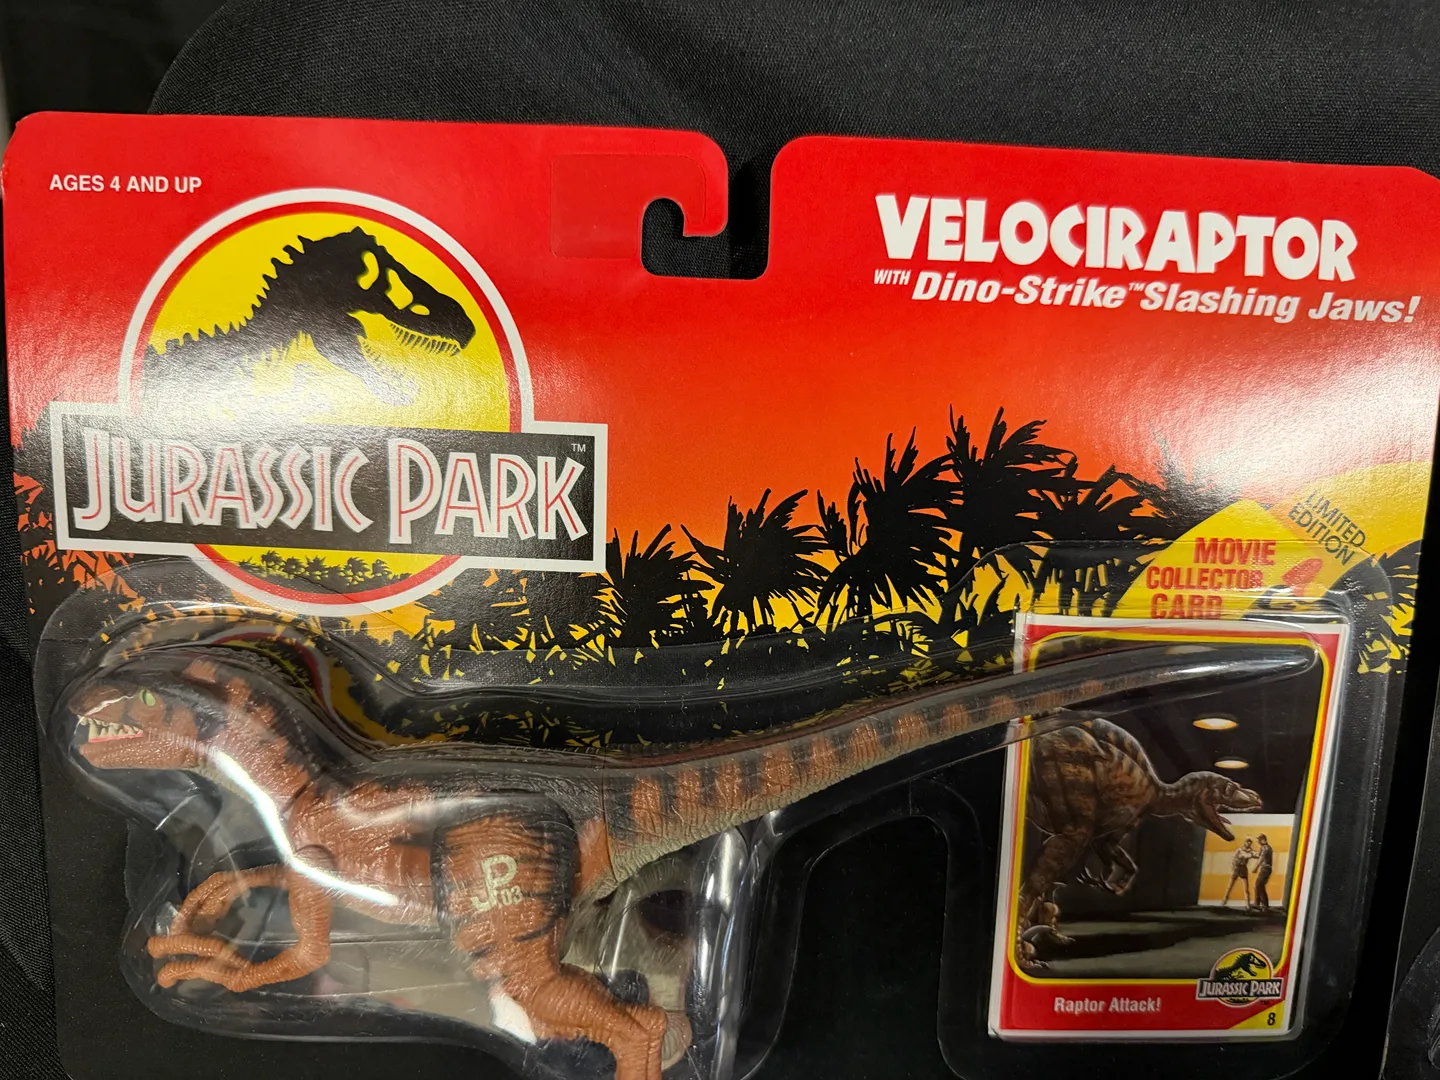 AGES 4 AND UP
JURASSIC PARK™
VELOCIRAPTOR
WITH Dino-Strike™ Slashing Jaws!
LIMITED
EDITION
MOVIE
COLLECTOR
CARD
JP
03
Raptor Attack!
JURASSIC PARK
8